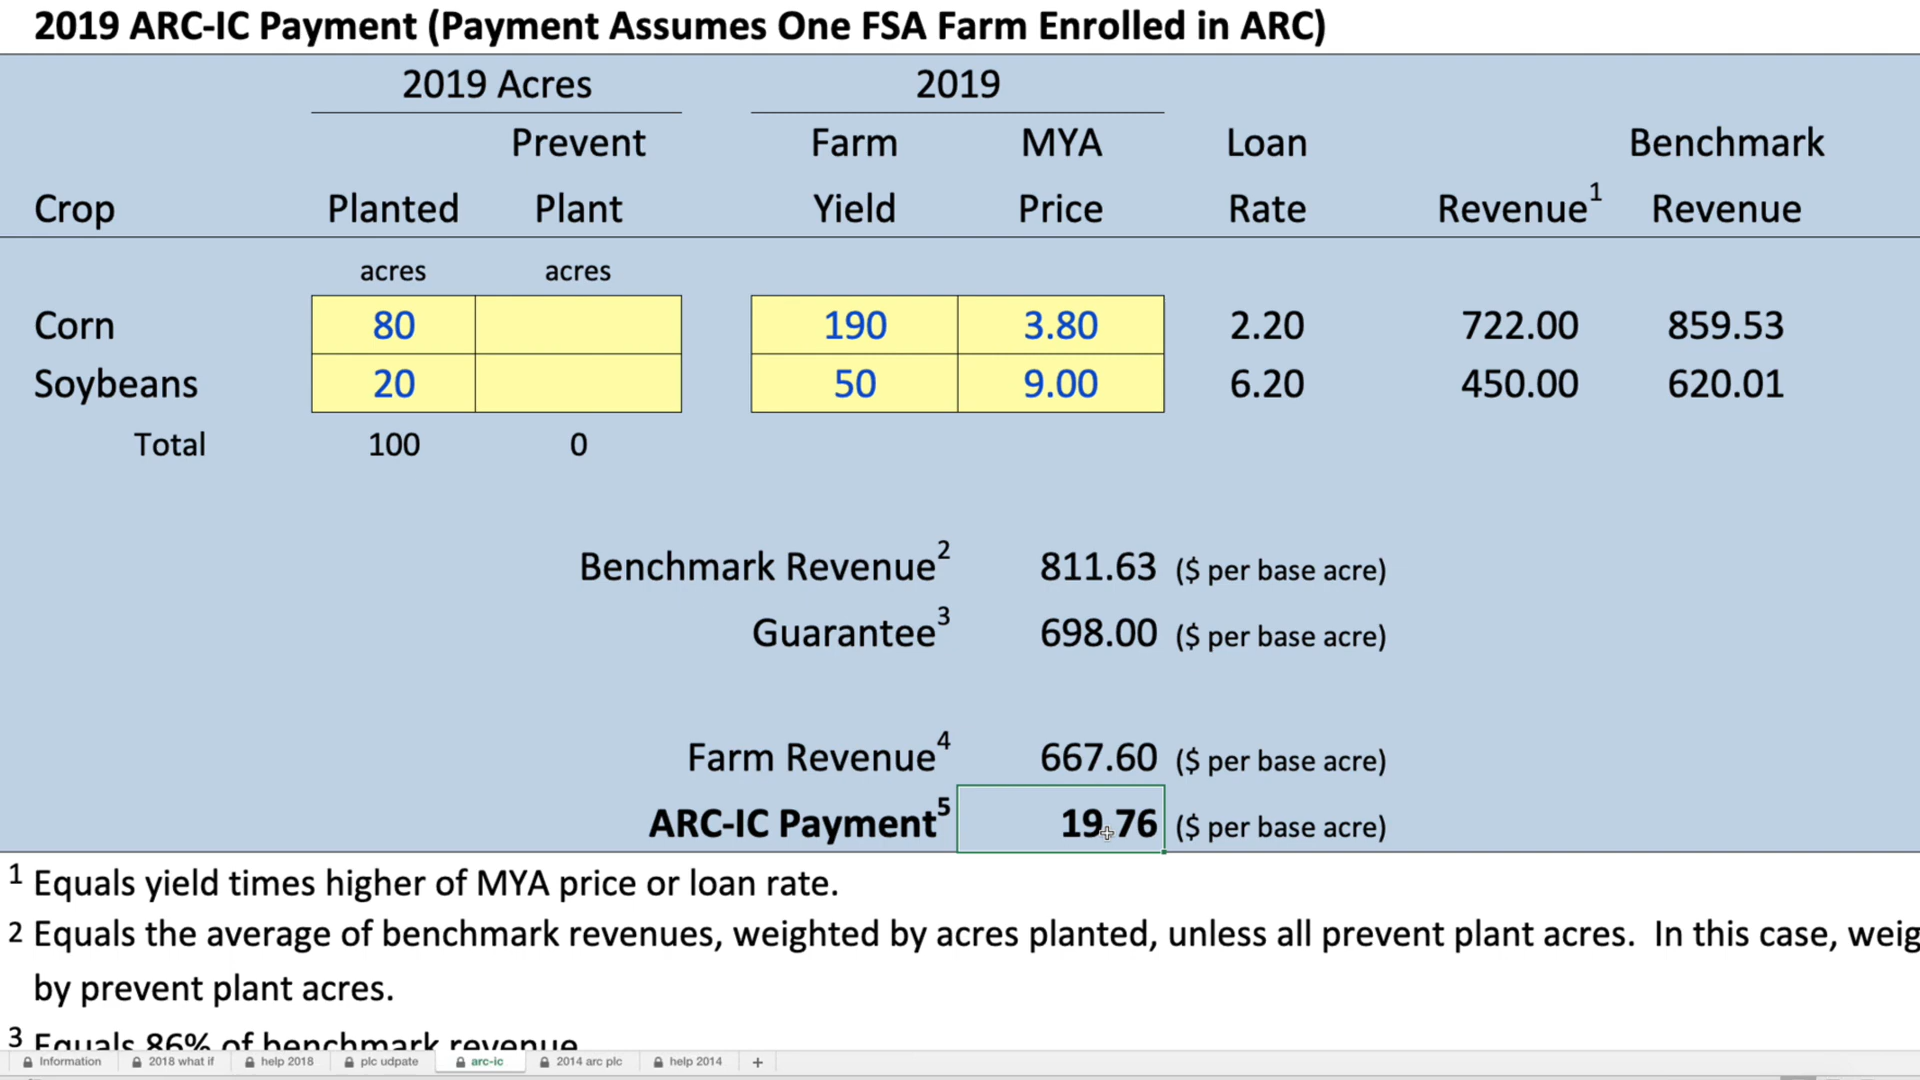 2019 ARC-IC Payment (Payment Assumes One FSA Farm Enrolled in ARC)
2019 Acres 2019
Prevent Farm MYA Loan Benchmark
Crop Planted Plant Yield Price Rate Revenue1 Revenue
acres acres
Corn 80 190 3.80 2.20 722.00 859.53
Soybeans 20 50 9.00 6.20 450.00 620.01
Total 100 0
Benchmark Revenue2 811.63 ($ per base acre)
Guarantee3 698.00 ($ per base acre)
Farm Revenue4 667.60 ($ per base acre)
ARC-IC Payment5 19.76 ($ per base acre)
1 Equals yield times higher of MYA price or loan rate.
2 Equals the average of benchmark revenues, weighted by acres planted, unless all prevent plant acres. In this case, weig
by prevent plant acres.
3 Equals 86% of benchmark revenue
Information 2018 what if help 2018 plc udpate arc-ic 2014 arc plc help 2014 +